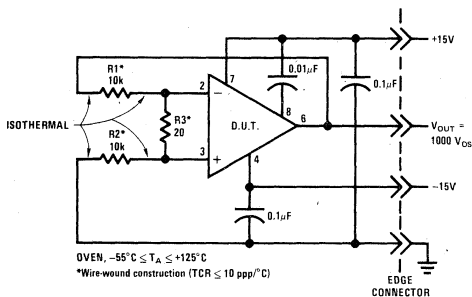 +15V
R1*
10k
0.01μF
0.1μF
2
7
−
8
ISOTHERMAL
R3*
20
D.U.T.
6
VOUT =
1000 VOS
R2*
10k
3
+
4
−15V
0.1μF
OVEN, −55°C ≤ TA ≤ +125°C
*Wire-wound construction (TCR ≤ 10 ppp/°C)
EDGE
CONNECTOR